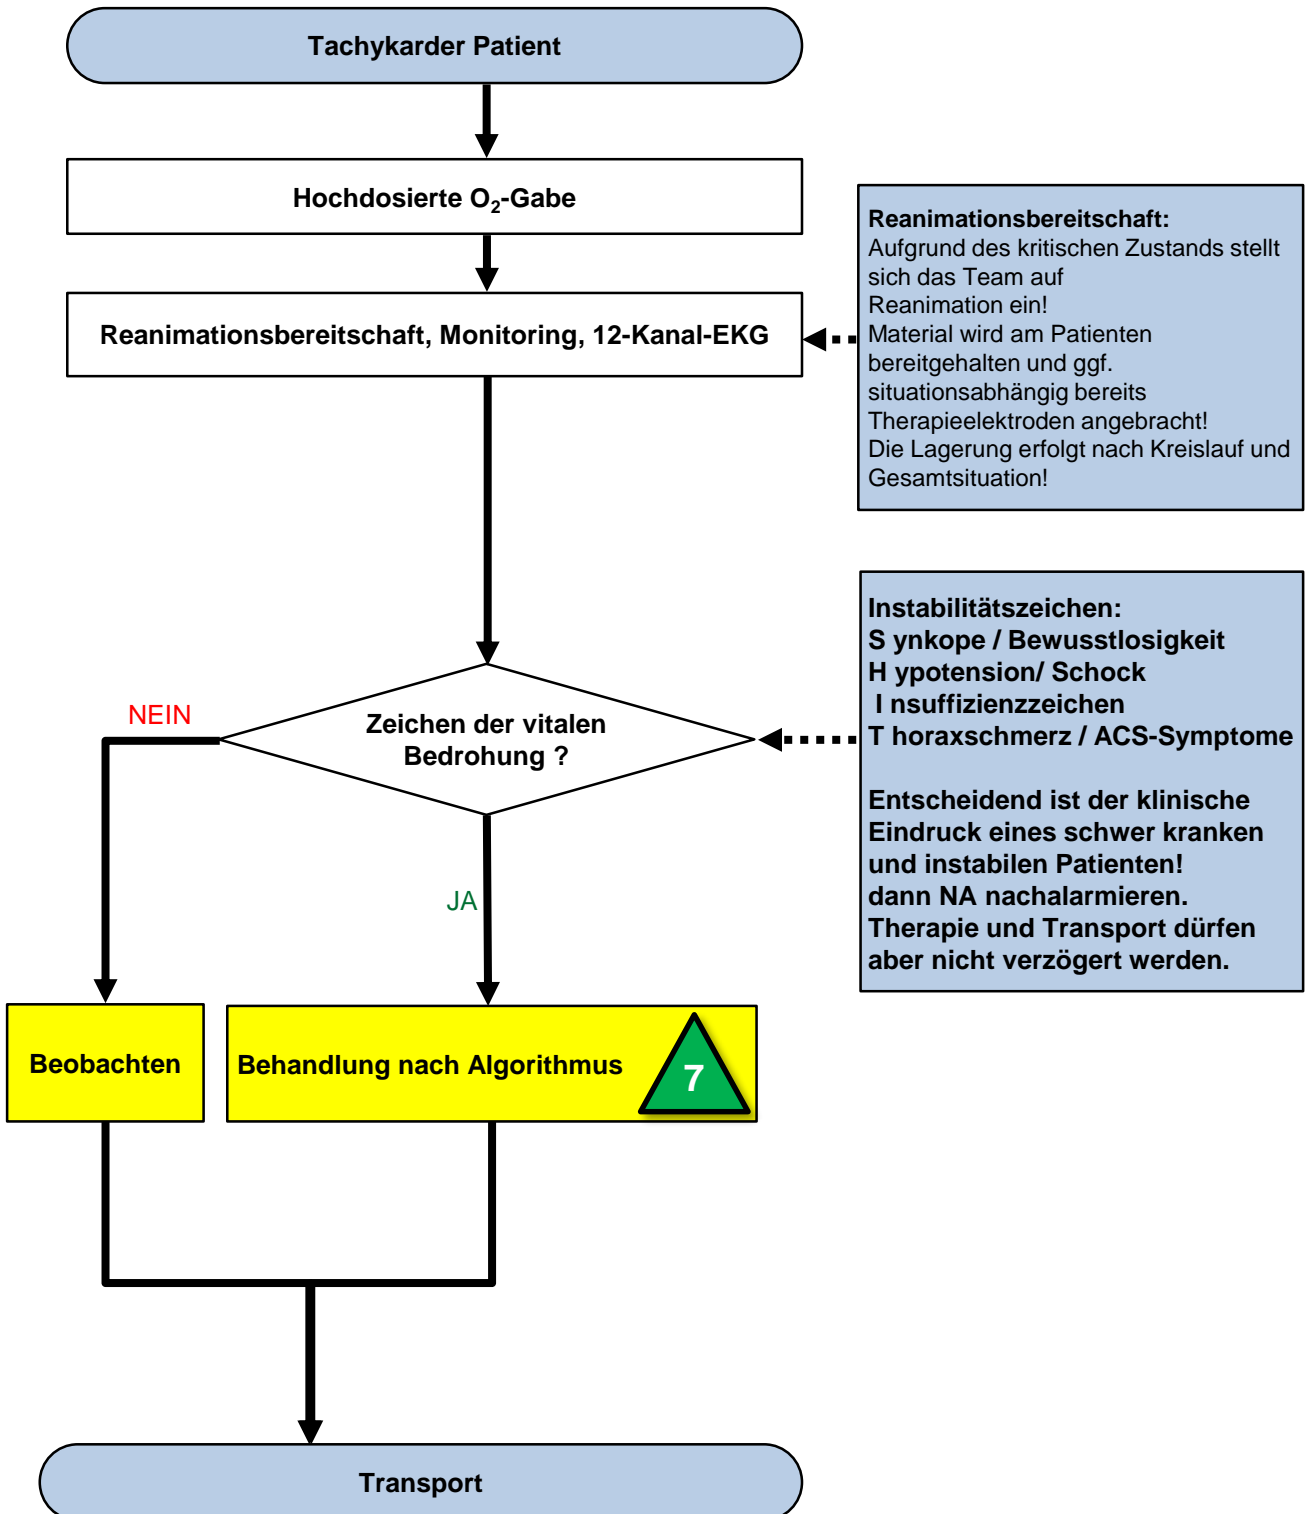 Tachykarder Patient
Hochdosierte O₂-Gabe
Reanimationsbereitschaft, Monitoring, 12-Kanal-EKG
Reanimationsbereitschaft:
Aufgrund des kritischen Zustands stellt
sich das Team auf
Reanimation ein!
Material wird am Patienten
bereitgehalten und ggf.
situationsabhängig bereits
Therapieelektroden angebracht!
Die Lagerung erfolgt nach Kreislauf und
Gesamtsituation!
Zeichen der vitalen
Bedrohung ?
NEIN
JA
Instabilitätszeichen:
S ynkope / Bewusstlosigkeit
H ypotension/ Schock
I nsuffizienzzeichen
T horaxschmerz / ACS-Symptome
Entscheidend ist der klinische
Eindruck eines schwer kranken
und instabilen Patienten!
dann NA nachalarmieren.
Therapie und Transport dürfen
aber nicht verzögert werden.
Beobachten
Behandlung nach Algorithmus
7
Transport